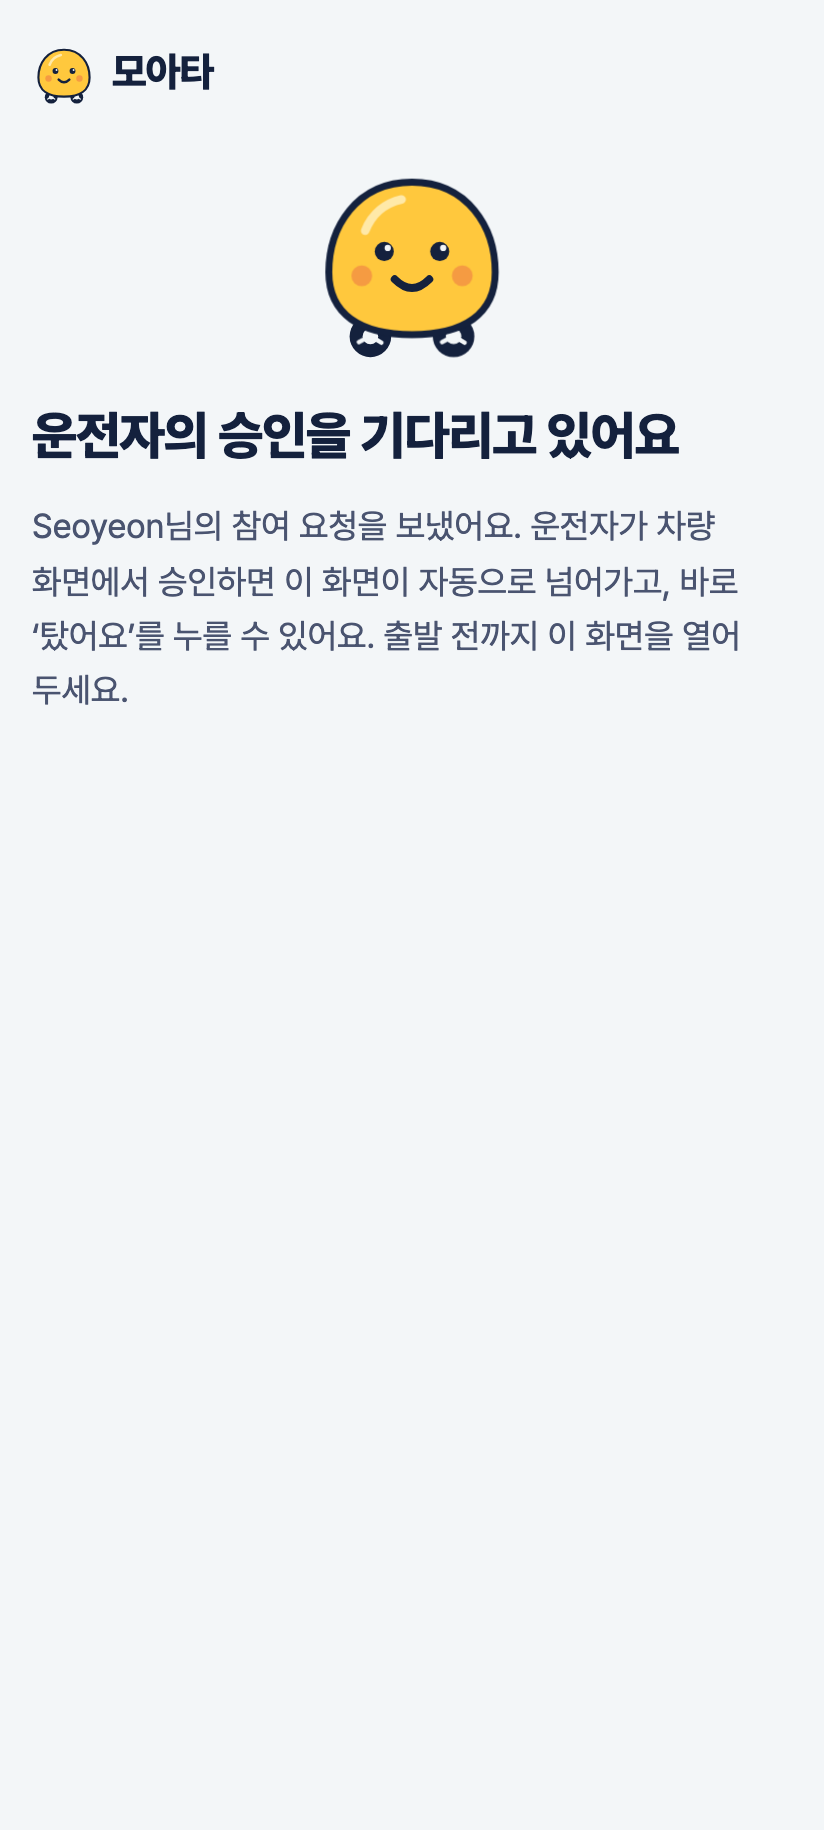 모아타
운전자의 승인을 기다리고 있어요
Seoyeon님의 참여 요청을 보냈어요. 운전자가 차량
화면에서 승인하면 이 화면이 자동으로 넘어가고, 바로
‘탔어요’를 누를 수 있어요. 출발 전까지 이 화면을 열어
두세요.